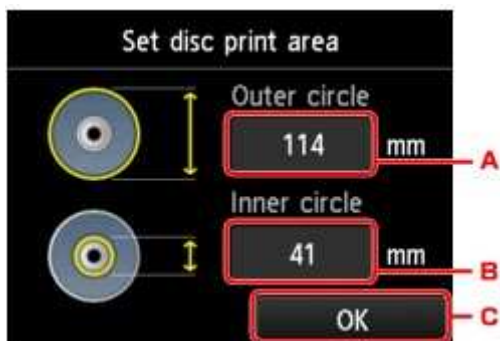 Set disc print area
Outer circle
114 mm A
Inner circle
41 mm B
OK C